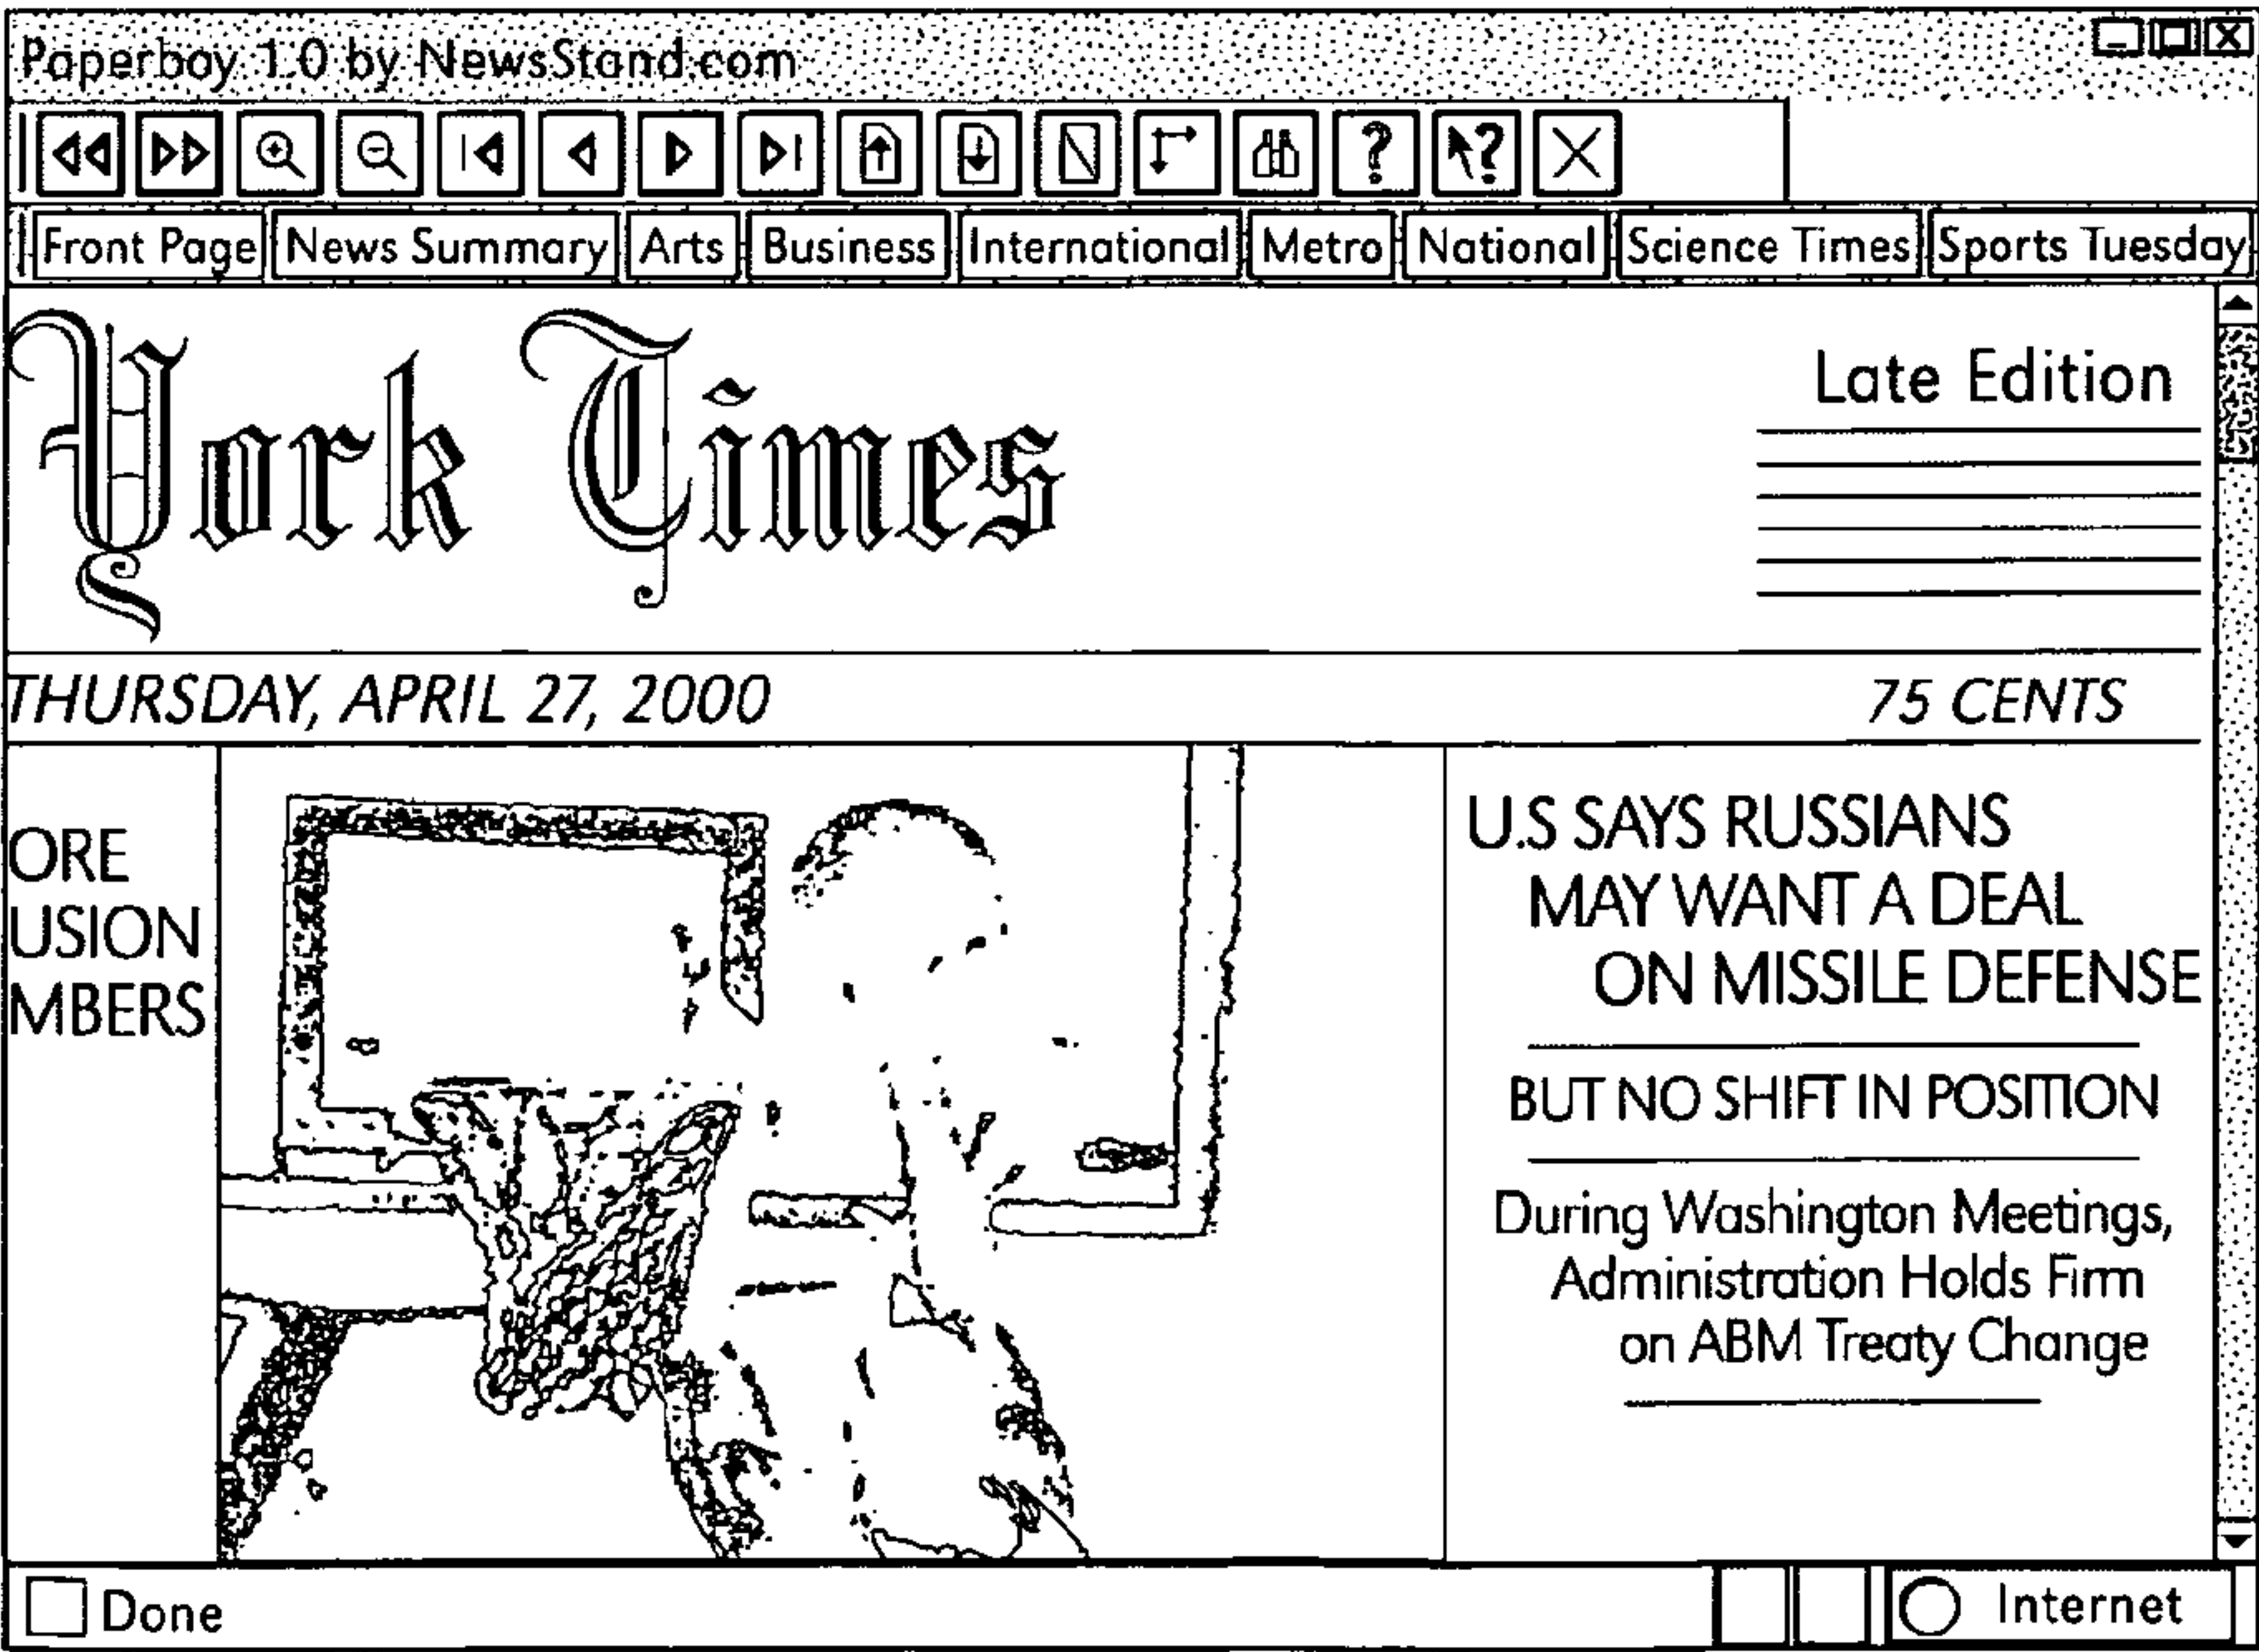 Paperboy 1.0 by NewsStand.com
Front Page News Summary Arts Business International Metro National Science Times Sports Tuesday
York Times
Late Edition
THURSDAY, APRIL 27, 2000 75 CENTS
ORE
USION
MBERS
U.S SAYS RUSSIANS
MAY WANT A DEAL
ON MISSILE DEFENSE
BUT NO SHIFT IN POSITION
During Washington Meetings,
Administration Holds Firm
on ABM Treaty Change
Done Internet